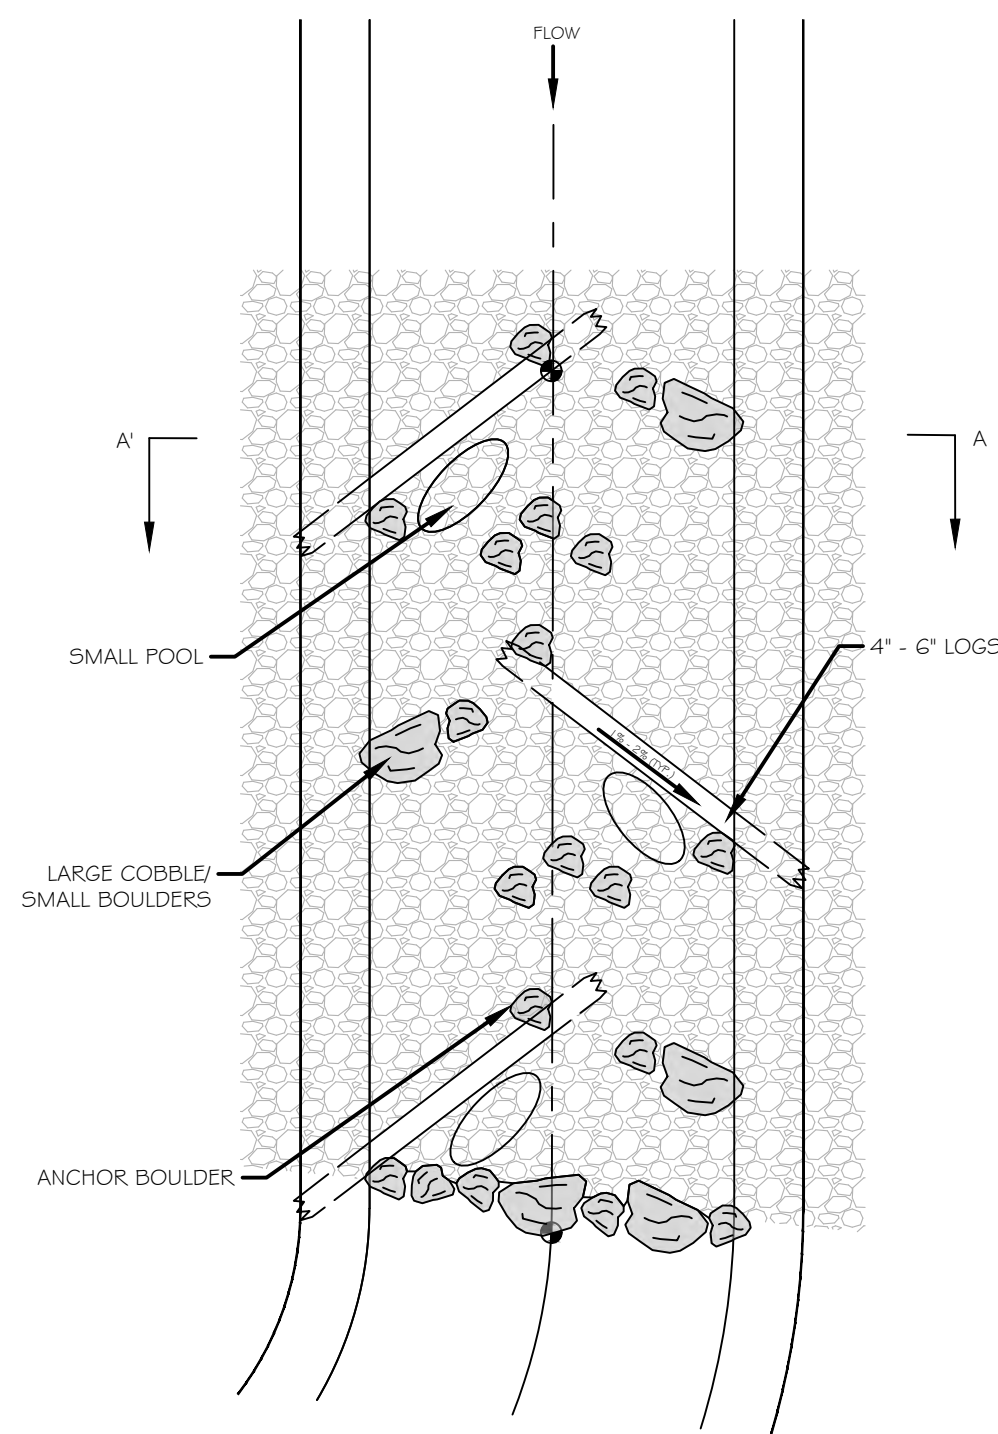 FLOW
A'
A
SMALL POOL
4" - 6" LOGS
1% - 2% (TYP.)
LARGE COBBLE/
SMALL BOULDERS
ANCHOR BOULDER